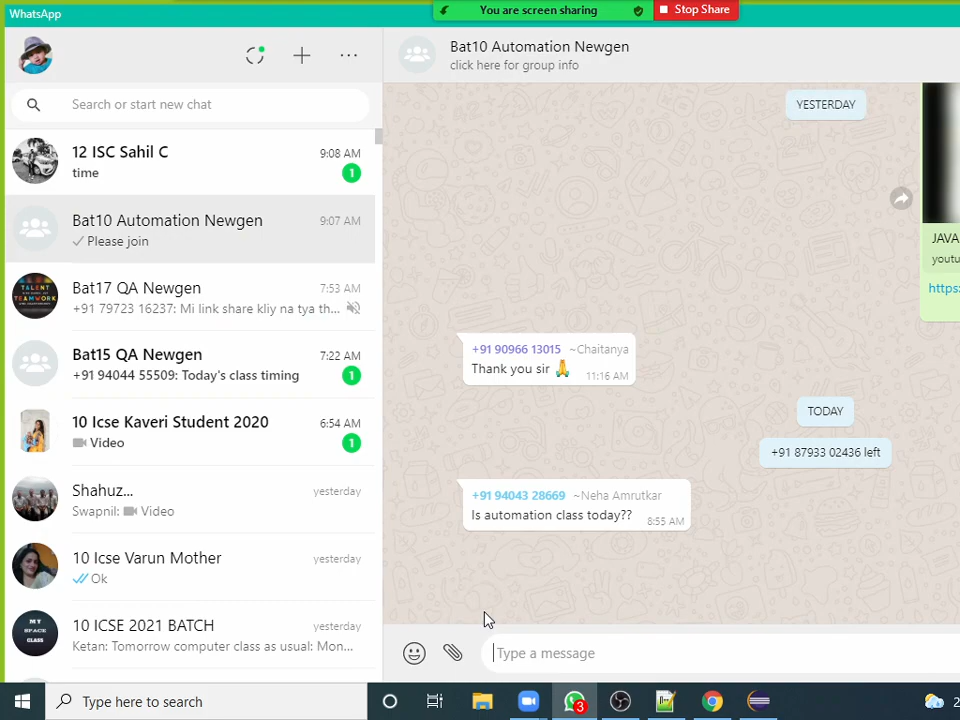 You are screen sharing
Stop Share
WhatsApp
Search or start new chat
12 ISC Sahil C
9:08 AM
time
1
Bat10 Automation Newgen
9:07 AM
Please join
Bat17 QA Newgen
7:53 AM
+91 79723 16237: Mi link share kliy na tya th...
Bat15 QA Newgen
7:22 AM
+91 94044 55509: Today's class timing
1
10 Icse Kaveri Student 2020
6:54 AM
Video
1
Shahuz...
yesterday
Swapnil: Video
10 Icse Varun Mother
yesterday
Ok
MY SPACE CLASS
10 ICSE 2021 BATCH
yesterday
Ketan: Tomorrow computer class as usual: Mon...
Bat10 Automation Newgen
click here for group info
YESTERDAY
JAVA
youtu
https:
+91 90966 13015 ~Chaitanya
Thank you sir 🙏
11:16 AM
TODAY
+91 87933 02436 left
+91 94043 28669 ~Neha Amrutkar
Is automation class today??
8:55 AM
Type a message
Type here to search
3
2